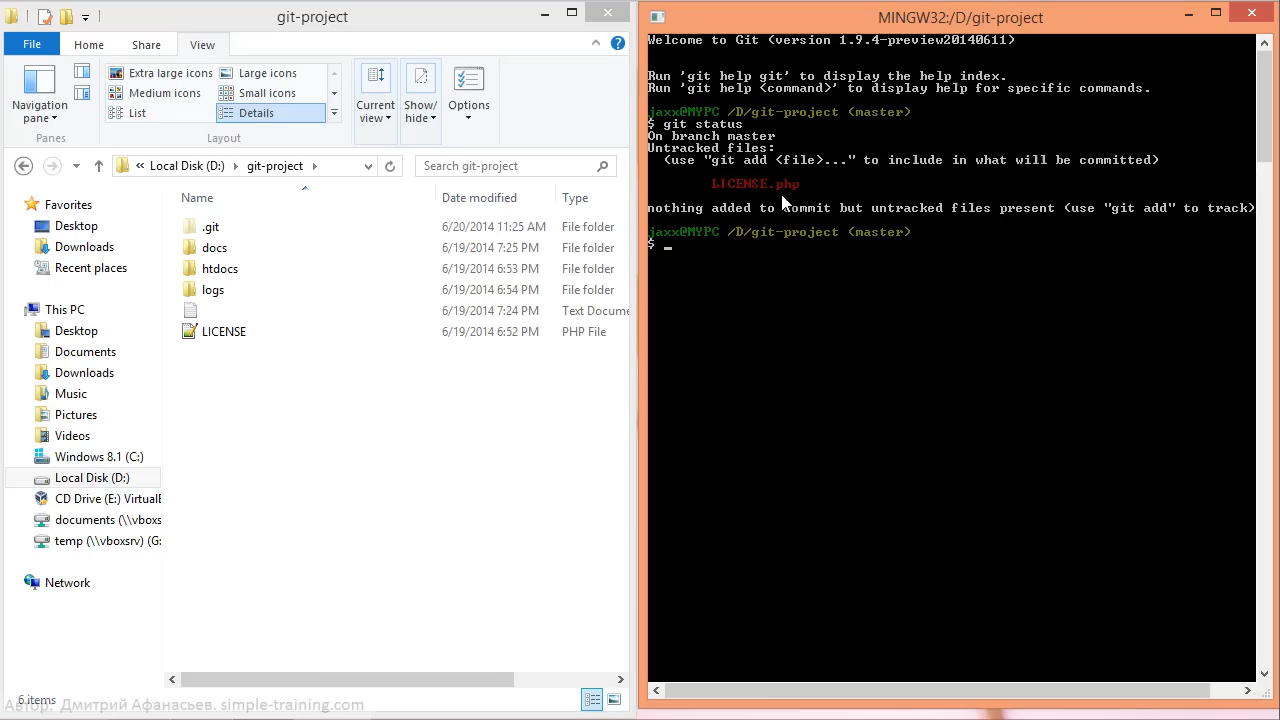 git-project
File
Home
Share
View
Navigation pane
Extra large icons
Large icons
Medium icons
Small icons
List
Details
Current view
Show/hide
Options
Panes
Layout
« Local Disk (D:)
git-project
Search git-project
Name
Date modified
Type
Favorites
Desktop
Downloads
Recent places
This PC
Desktop
Documents
Downloads
Music
Pictures
Videos
Windows 8.1 (C:)
Local Disk (D:)
CD Drive (E:) VirtualB
documents (\\vboxs
temp (\\vboxsrv) (G:
Network
.git 6/20/2014 11:25 AM File folder
docs 6/19/2014 7:25 PM File folder
htdocs 6/19/2014 6:53 PM File folder
logs 6/19/2014 6:54 PM File folder
6/19/2014 7:24 PM Text Docume
LICENSE 6/19/2014 6:52 PM PHP File
6 items
Автор: Дмитрий Афанасьев. simple-training.com
MINGW32:/D/git-project
Welcome to Git (version 1.9.4-preview20140611)
Run 'git help git' to display the help index.
Run 'git help <command>' to display help for specific commands.
jaxx@MYPC /D/git-project (master)
$ git status
On branch master
Untracked files:
(use "git add <file>..." to include in what will be committed)
LICENSE.php
nothing added to commit but untracked files present (use "git add" to track)
jaxx@MYPC /D/git-project (master)
$ _